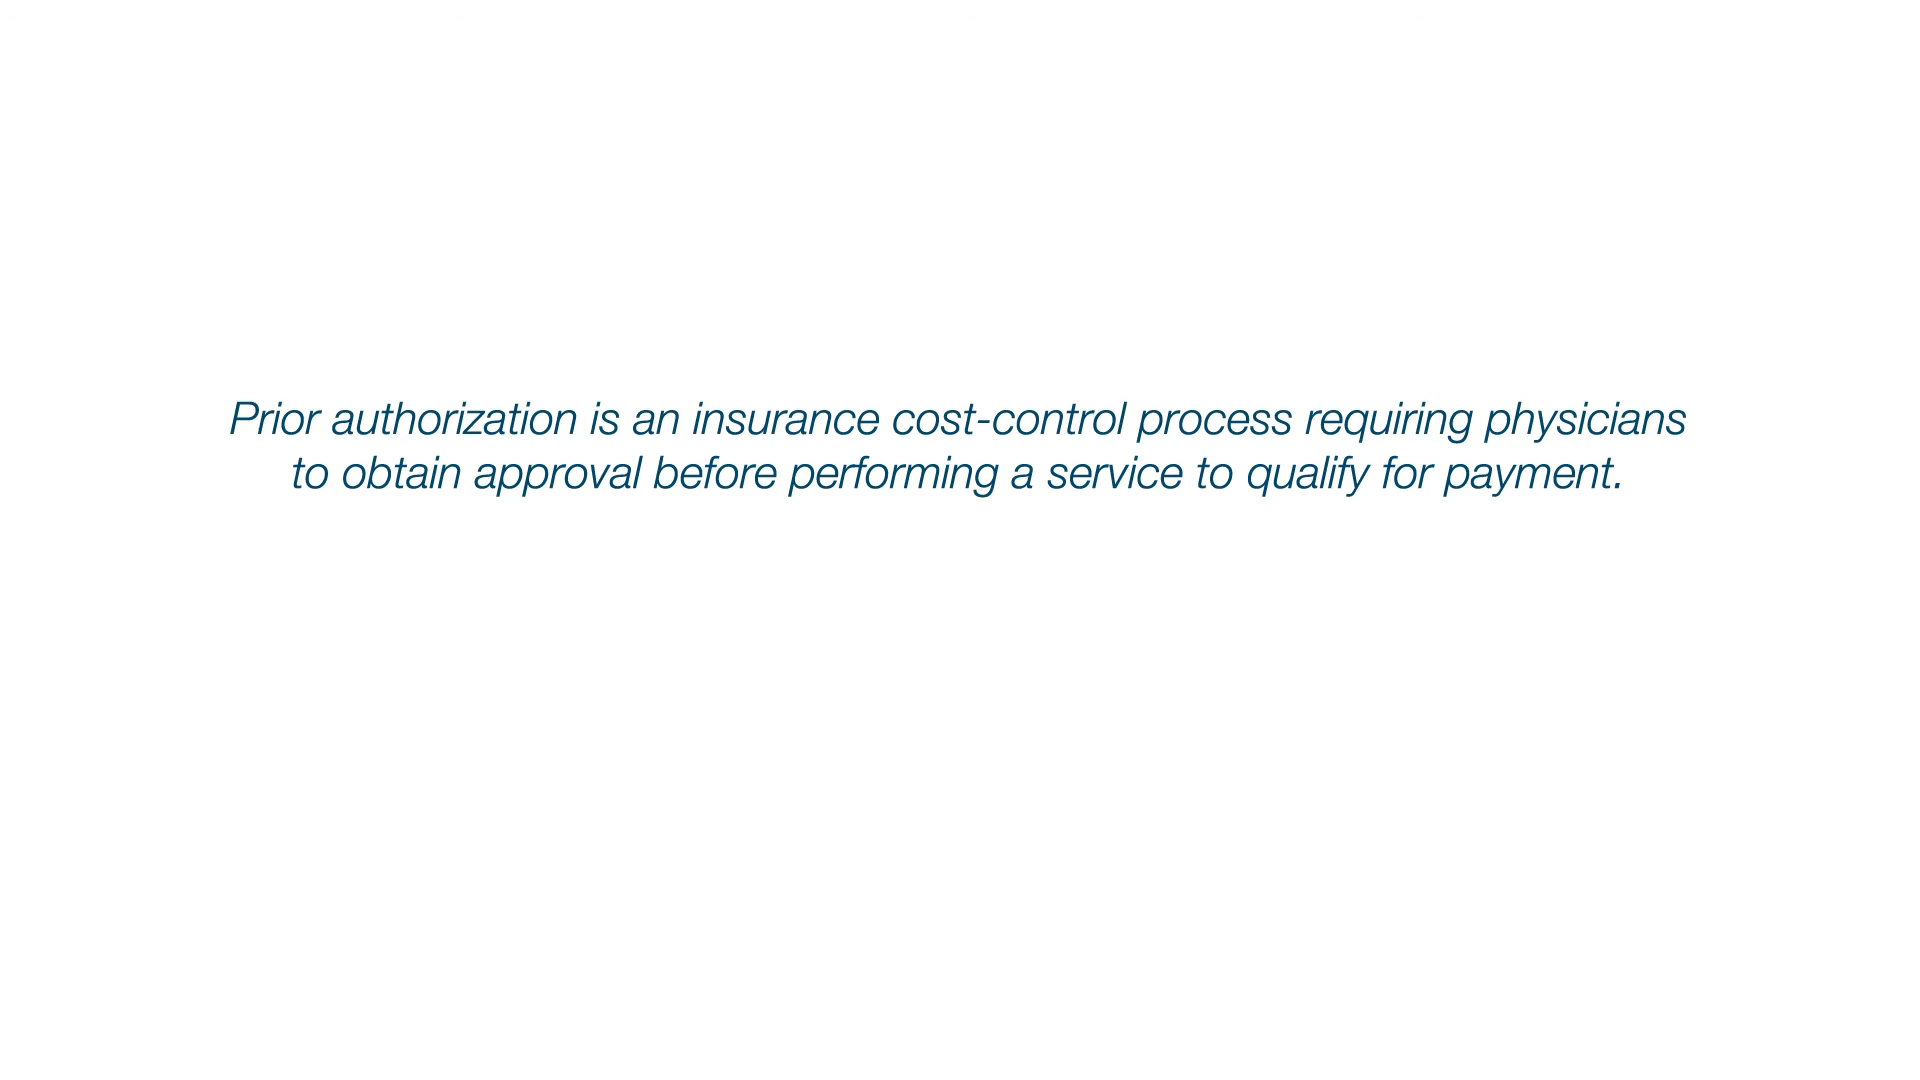 Prior authorization is an insurance cost-control process requiring physicians
to obtain approval before performing a service to qualify for payment.